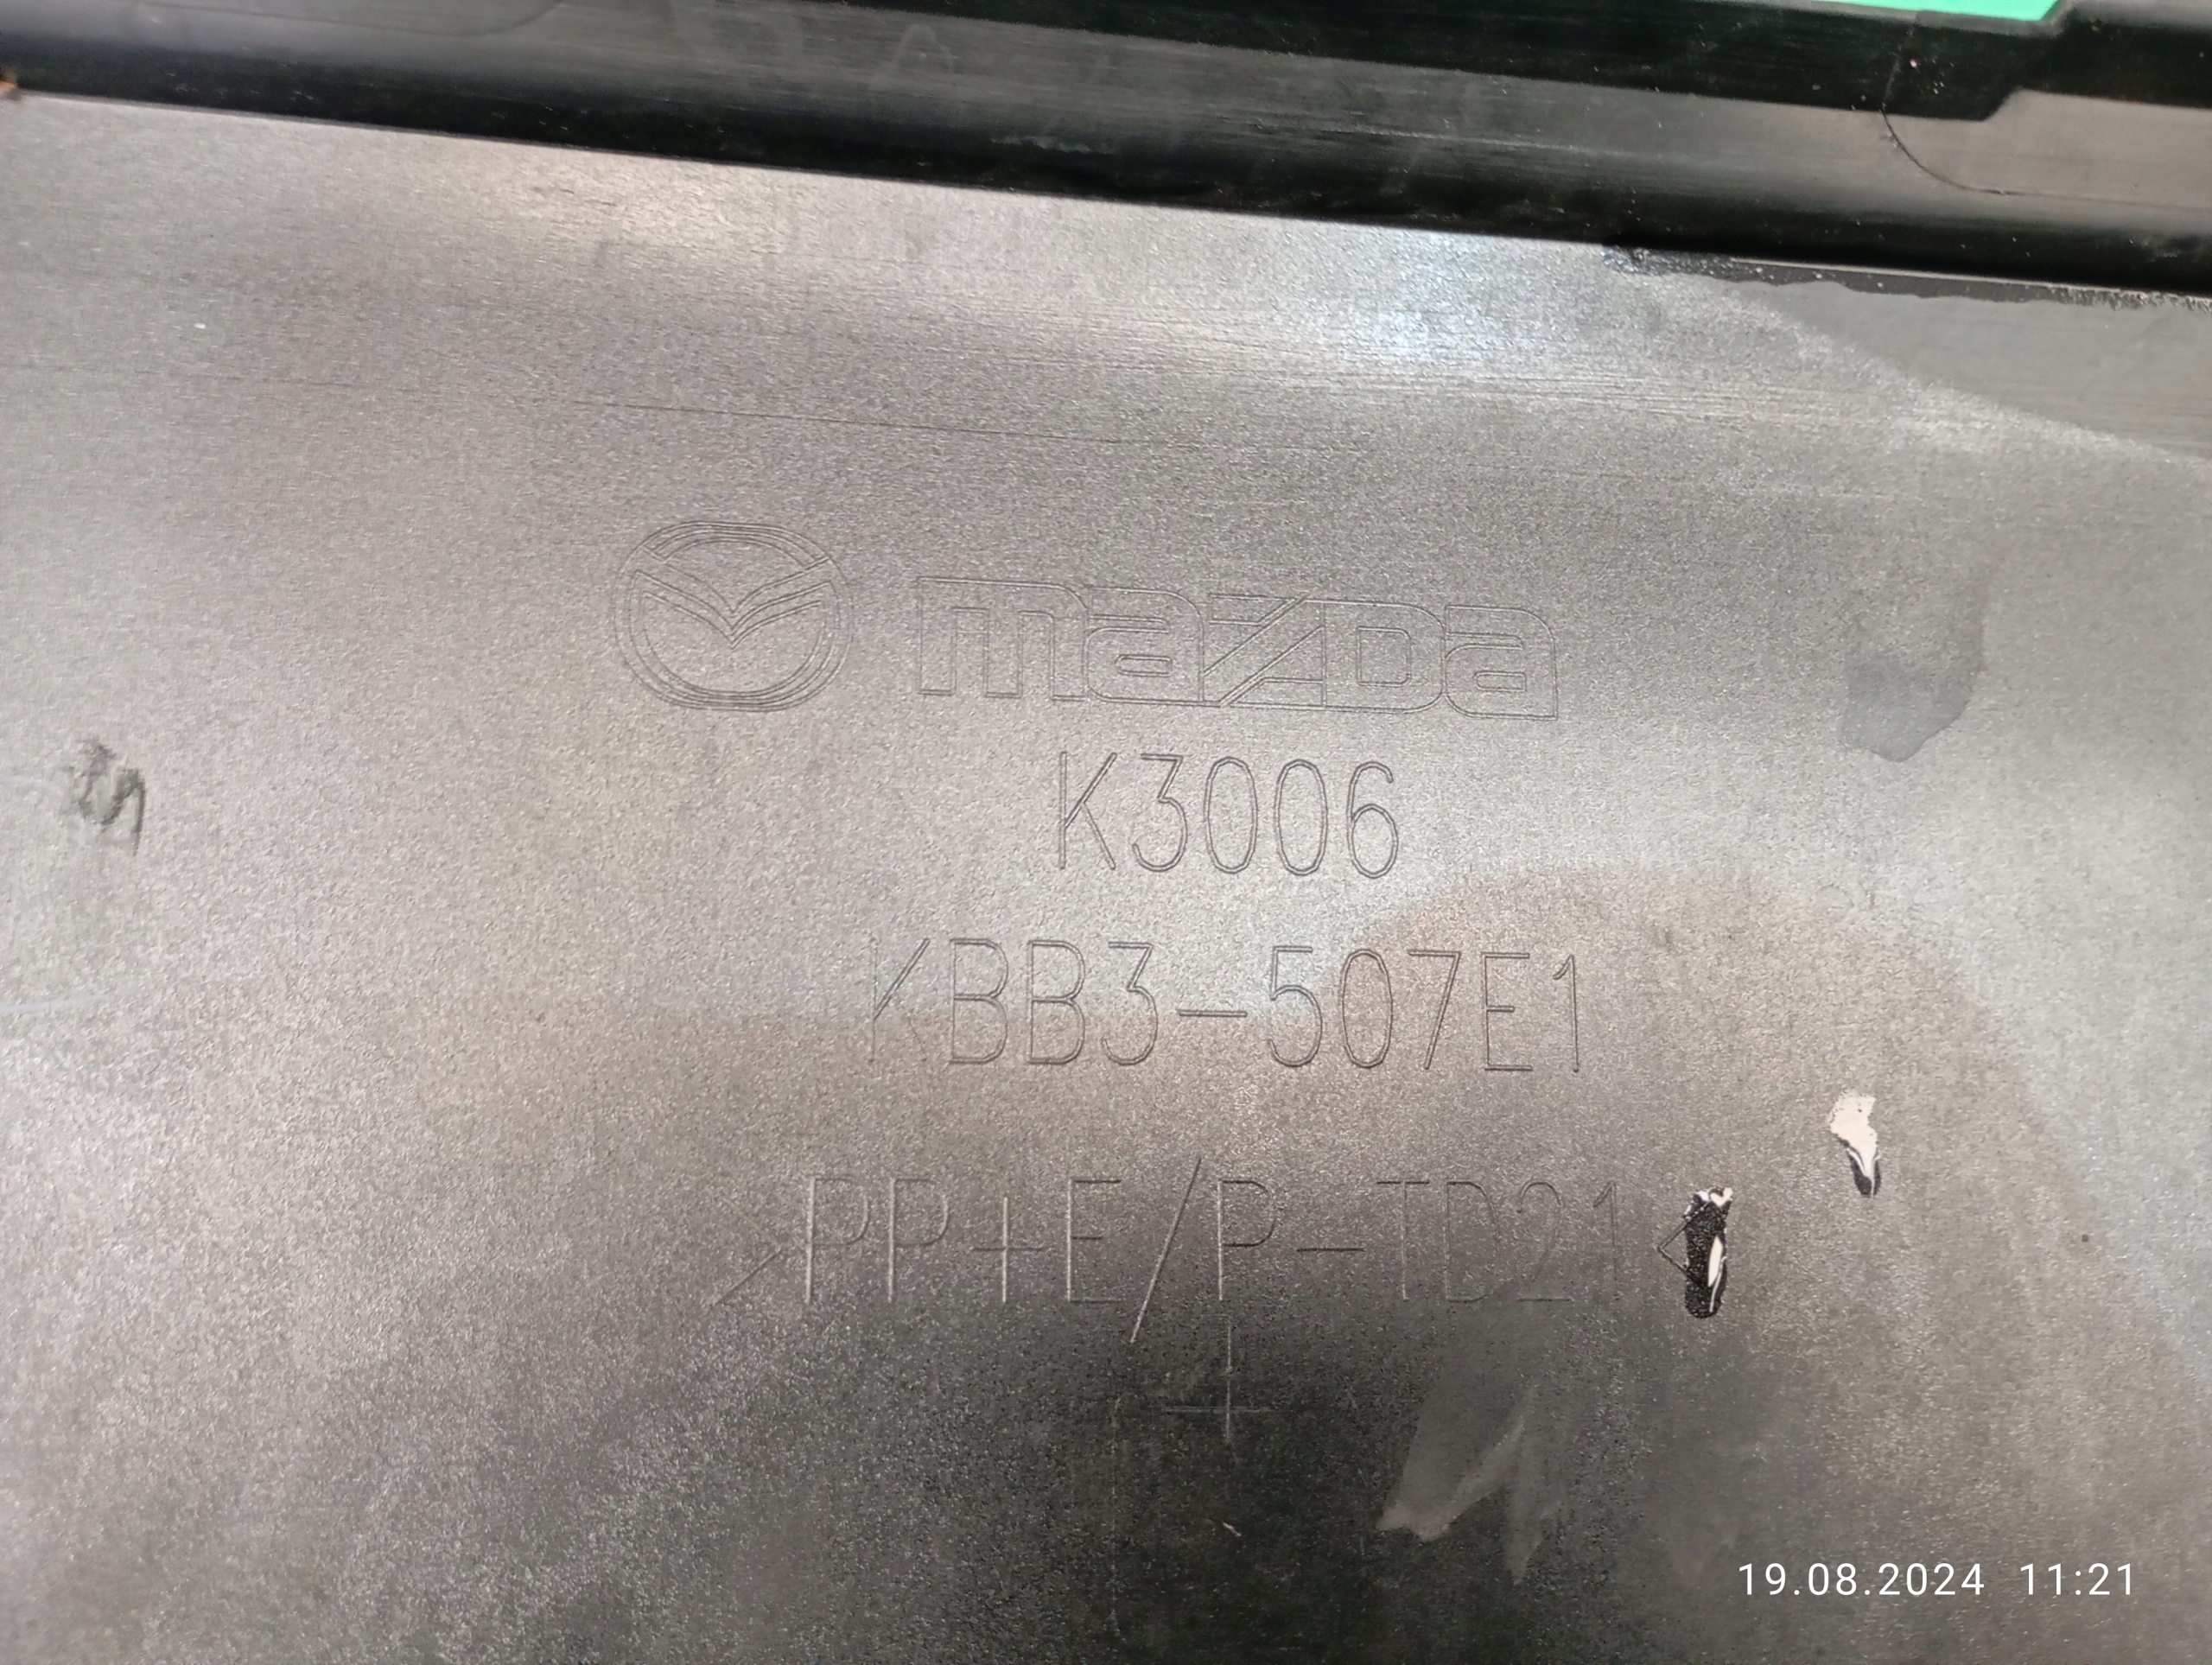 mazda
K3006
KBB3-507E1
>PP+E/P-TD21<
19.08.2024 11:21